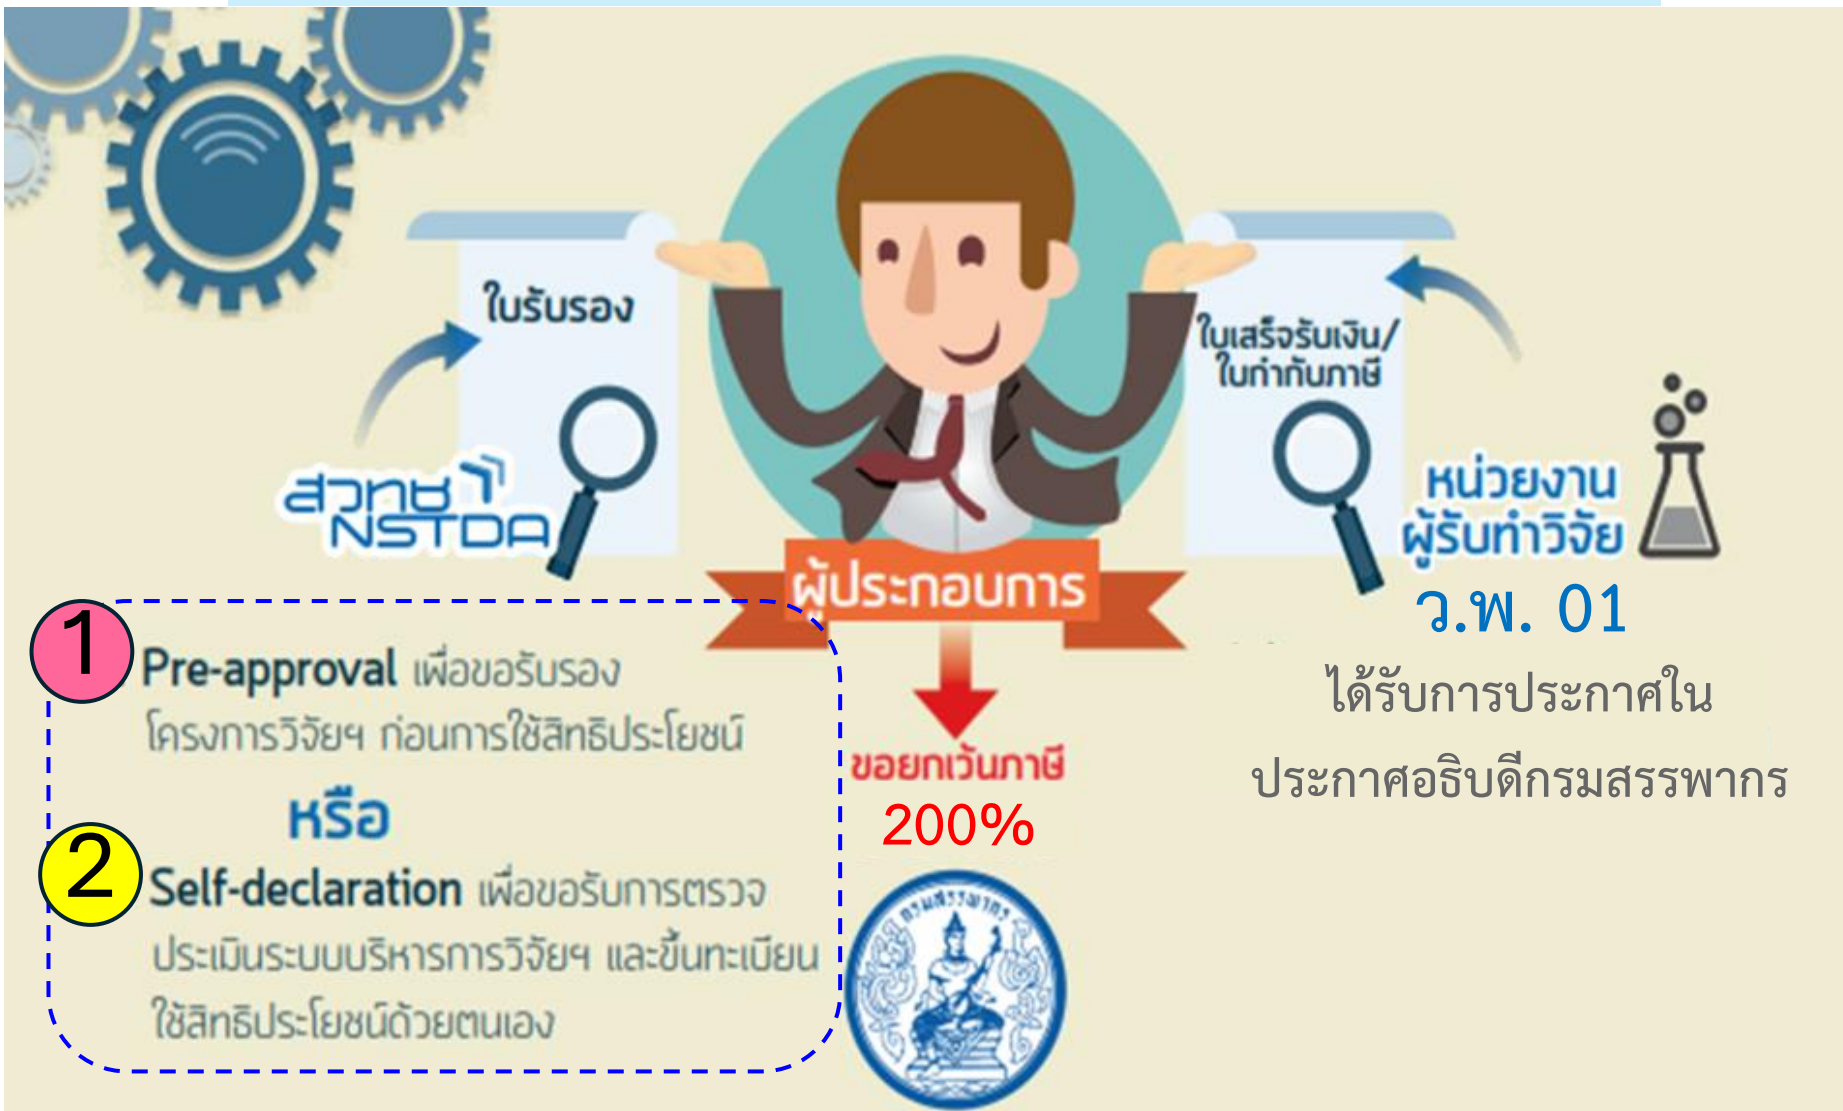 ใบรับรอง
สวทช
NSTDA
ใบเสร็จรับเงิน/
ใบกำกับภาษี
หน่วยงาน
ผู้รับทำวิจัย
ว.พ. 01
ได้รับการประกาศใน
ประกาศอธิบดีกรมสรรพากร
ผู้ประกอบการ
1
Pre-approval เพื่อขอรับรอง
โครงการวิจัยฯ ก่อนการใช้สิทธิประโยชน์
หรือ
2
Self-declaration เพื่อขอรับการตรวจ
ประเมินระบบบริหารการวิจัยฯ และขึ้นทะเบียน
ใช้สิทธิประโยชน์ด้วยตนเอง
ขอยกเว้นภาษี
200%
กรมสรรพากร